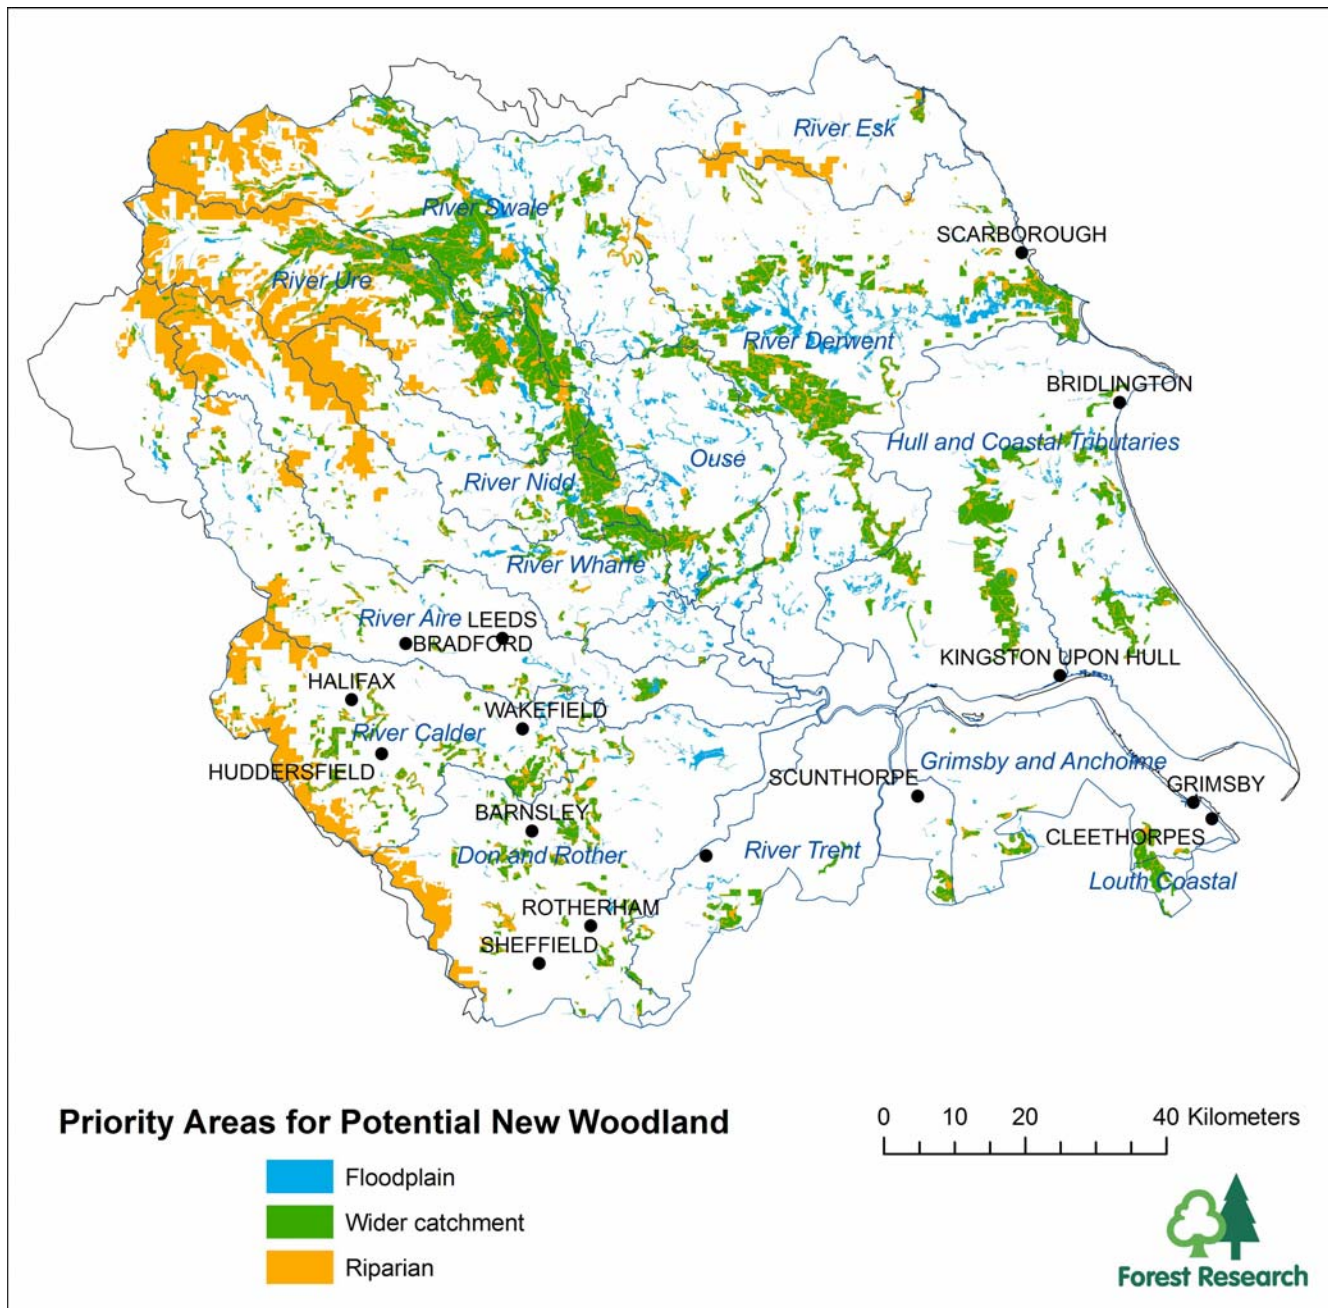 River Esk
River Swale
SCARBOROUGH
River Ure
River Derwent
BRIDLINGTON
Hull and Coastal Tributaries
Ouse
River Nidd
River Wharfe
River Aire
LEEDS
BRADFORD
KINGSTON UPON HULL
HALIFAX
WAKEFIELD
River Calder
HUDDERSFIELD
SCUNTHORPE
Grimsby and Ancholme
GRIMSBY
BARNSLEY
CLEETHORPES
Don and Rother
River Trent
Louth Coastal
ROTHERHAM
SHEFFIELD
Priority Areas for Potential New Woodland
0 10 20 40 Kilometers
Floodplain
Wider catchment
Riparian
Forest Research